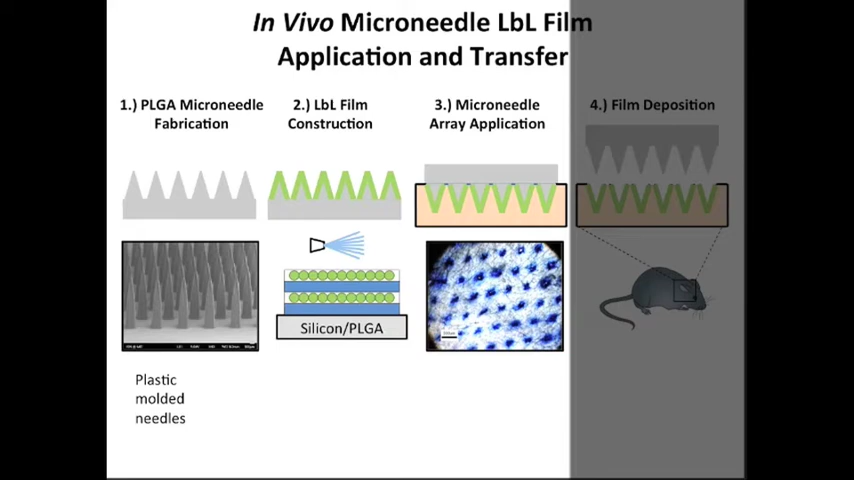 In Vivo Microneedle LbL Film
Application and Transfer
1.) PLGA Microneedle
Fabrication
2.) LbL Film
Construction
3.) Microneedle
Array Application
4.) Film Deposition
Silicon/PLGA
Plastic
molded
needles